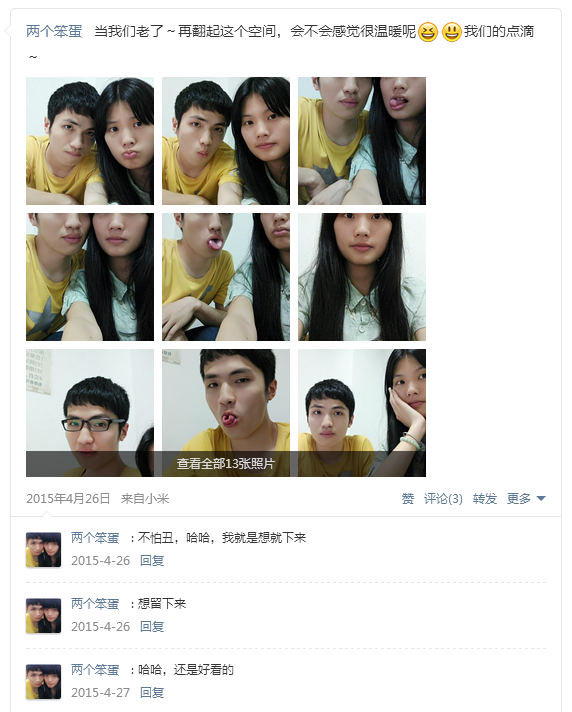 两个笨蛋 当我们老了～再翻起这个空间，会不会感觉很温暖呢😆😃我们的点滴
～
查看全部13张照片
2015年4月26日 来自小米 赞 评论(3) 转发 更多
两个笨蛋 : 不怕丑，哈哈，我就是想就下来
2015-4-26 回复
两个笨蛋 : 想留下来
2015-4-26 回复
两个笨蛋 : 哈哈，还是好看的
2015-4-27 回复